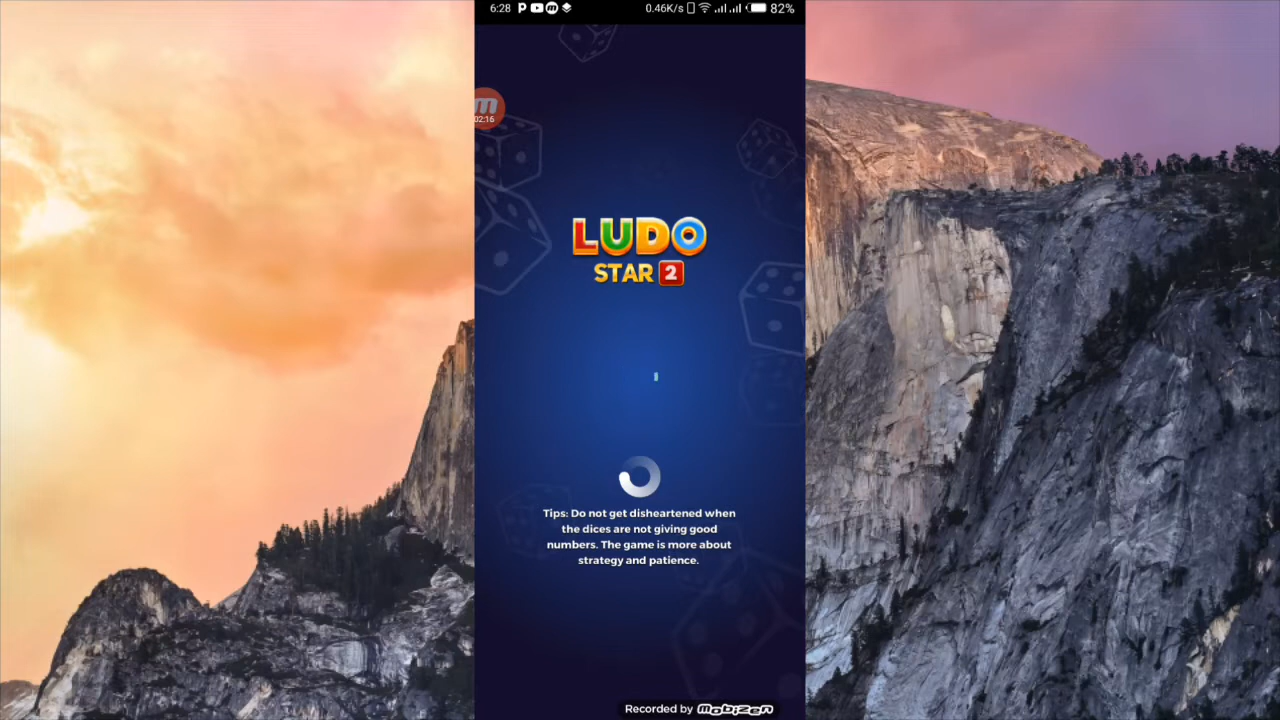 6:28 P 0.46K/s 82%
02:16
LUDO
STAR 2
Tips: Do not get disheartened when
the dices are not giving good
numbers. The game is more about
strategy and patience.
Recorded by mobizen